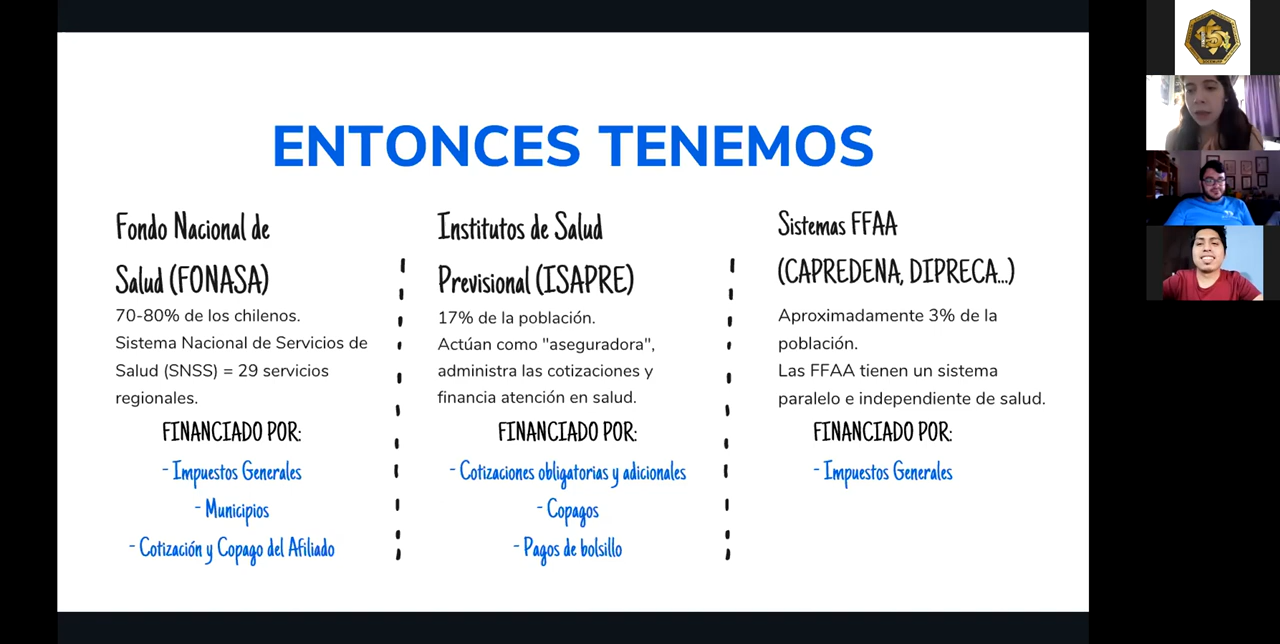 ENTONCES TENEMOS
Fondo Nacional de
Salud (FONASA)
70-80% de los chilenos.
Sistema Nacional de Servicios de
Salud (SNSS) = 29 servicios
regionales.
FINANCIADO POR:
- Impuestos Generales
- Municipios
- Cotización y Copago del Afiliado
Institutos de Salud
Previsional (ISAPRE)
17% de la población.
Actúan como "aseguradora",
administra las cotizaciones y
financia atención en salud.
FINANCIADO POR:
- Cotizaciones obligatorias y adicionales
- Copagos
- Pagos de bolsillo
Sistemas FFAA
(CAPREDENA, DIPRECA...)
Aproximadamente 3% de la
población.
Las FFAA tienen un sistema
paralelo e independiente de salud.
FINANCIADO POR:
- Impuestos Generales